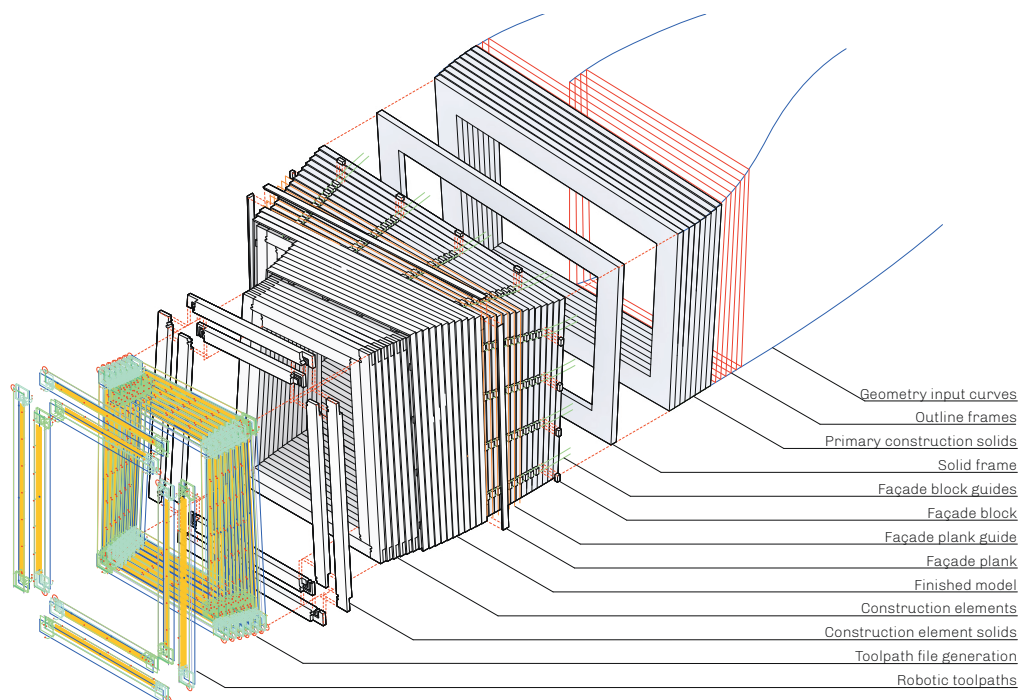 Geometry input curves
Outline frames
Primary construction solids
Solid frame
Façade block guides
Façade block
Façade plank guide
Façade plank
Finished model
Construction elements
Construction element solids
Toolpath file generation
Robotic toolpaths